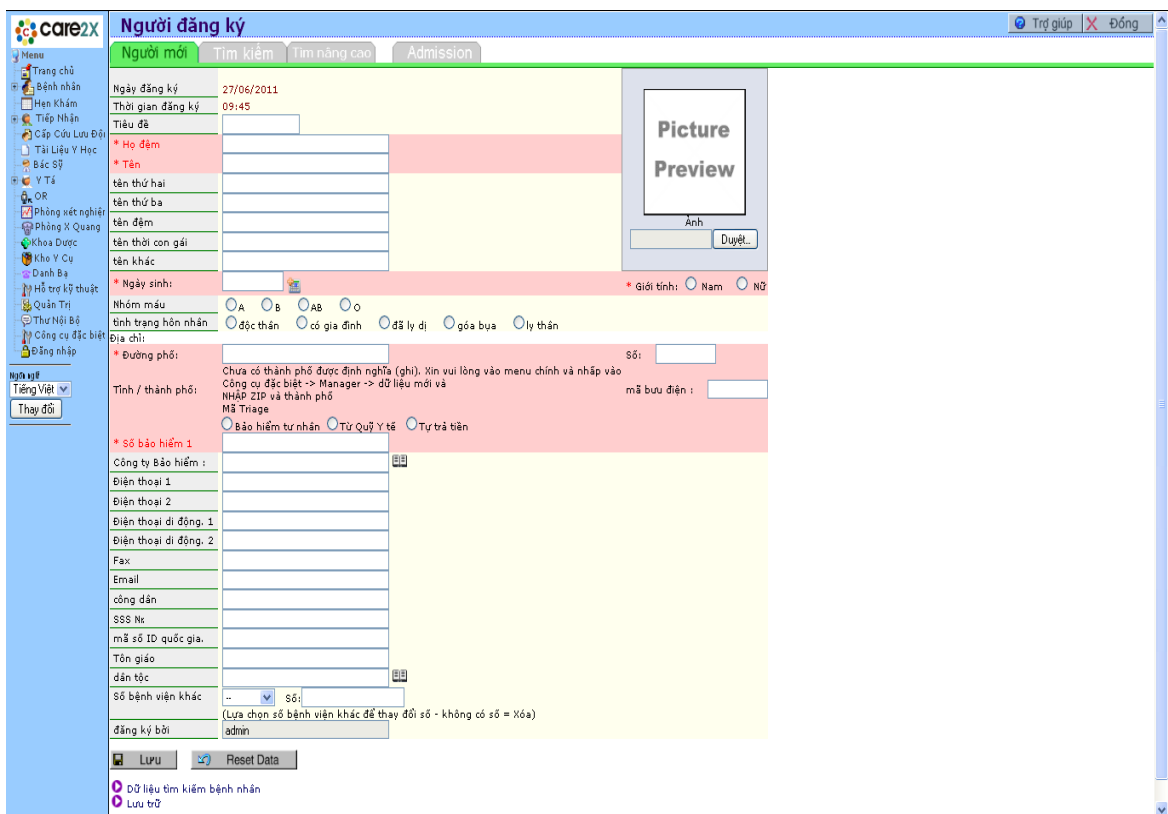 care2x
Người đăng ký
Trợ giúp
Đóng
Người mới
Tìm kiếm
Tìm nâng cao
Admission
Menu
Trang chủ
Bệnh nhân
Hẹn Khám
Tiếp Nhận
Cấp Cứu Lưu Đội
Tài Liệu Y Học
Bác Sỹ
Y Tá
OR
Phòng xét nghiệm
Phòng X Quang
Khoa Dược
Kho Y Cụ
Danh Bạ
Hỗ trợ kỹ thuật
Quản Trị
Thư Nội Bộ
Công cụ đặc biệt
Đăng nhập
Ngôn ngữ
Tiếng Việt
Thay đổi
Ngày đăng ký 27/06/2011
Thời gian đăng ký 09:45
Tiêu đề
* Họ đệm
* Tên
tên thứ hai
tên thứ ba
tên đệm
tên thời con gái
tên khác
Picture
Preview
Ảnh
Duyệt...
* Ngày sinh:
* Giới tính: Nam Nữ
Nhóm máu A B AB O
tình trạng hôn nhân độc thân có gia đình đã ly dị góa bụa ly thân
Địa chỉ:
* Đường phố: Số:
Chưa có thành phố được định nghĩa (ghi). Xin vui lòng vào menu chính và nhấp vào
Tỉnh / thành phố: Công cụ đặc biệt -> Manager -> dữ liệu mới và mã bưu điện :
NHẬP ZIP và thành phố
Mã Triage
Bảo hiểm tư nhân Từ Quỹ Y tế Tự trả tiền
* Số bảo hiểm 1
Công ty Bảo hiểm :
Điện thoại 1
Điện thoại 2
Điện thoại di động. 1
Điện thoại di động. 2
Fax
Email
công dân
SSS Nr.
mã số ID quốc gia.
Tôn giáo
dân tộc
Số bệnh viện khác -- Số:
(Lựa chọn số bệnh viện khác để thay đổi số - không có số = Xóa)
đăng ký bởi admin
Lưu
Reset Data
Dữ liệu tìm kiếm bệnh nhân
Lưu trữ